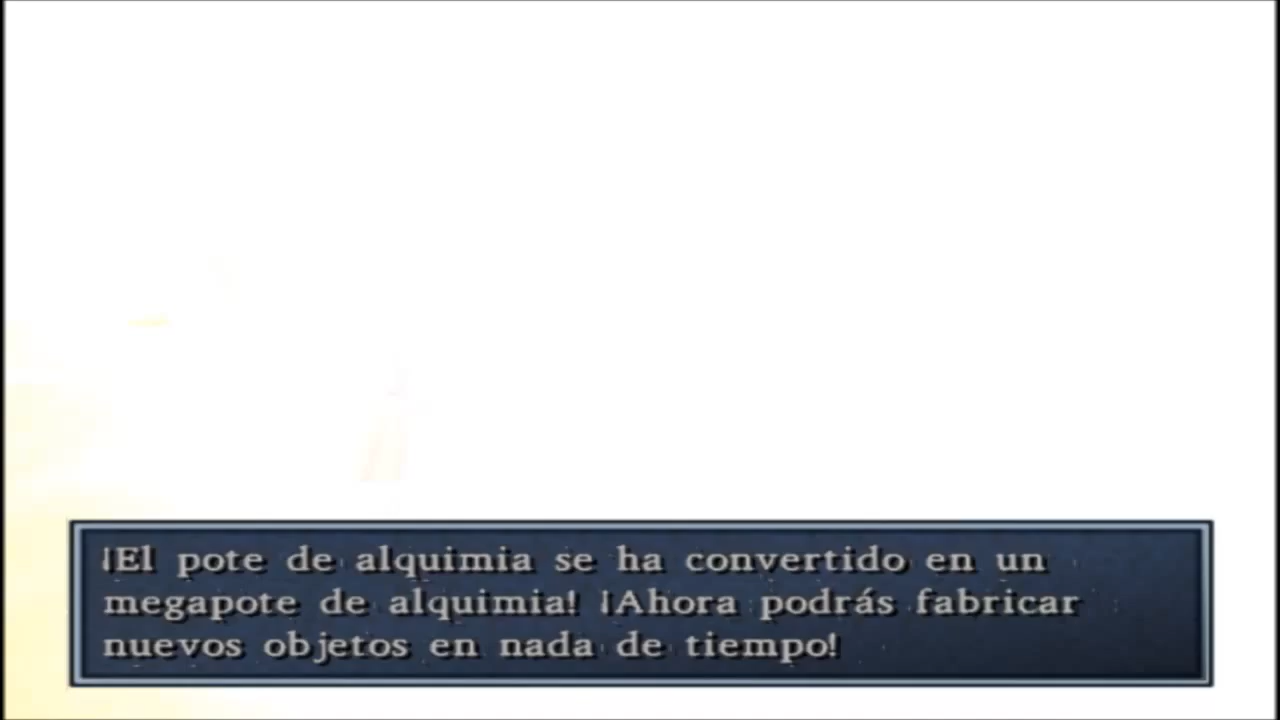 ¡El pote de alquimia se ha convertido en un
megapote de alquimia! ¡Ahora podrás fabricar
nuevos objetos en nada de tiempo!